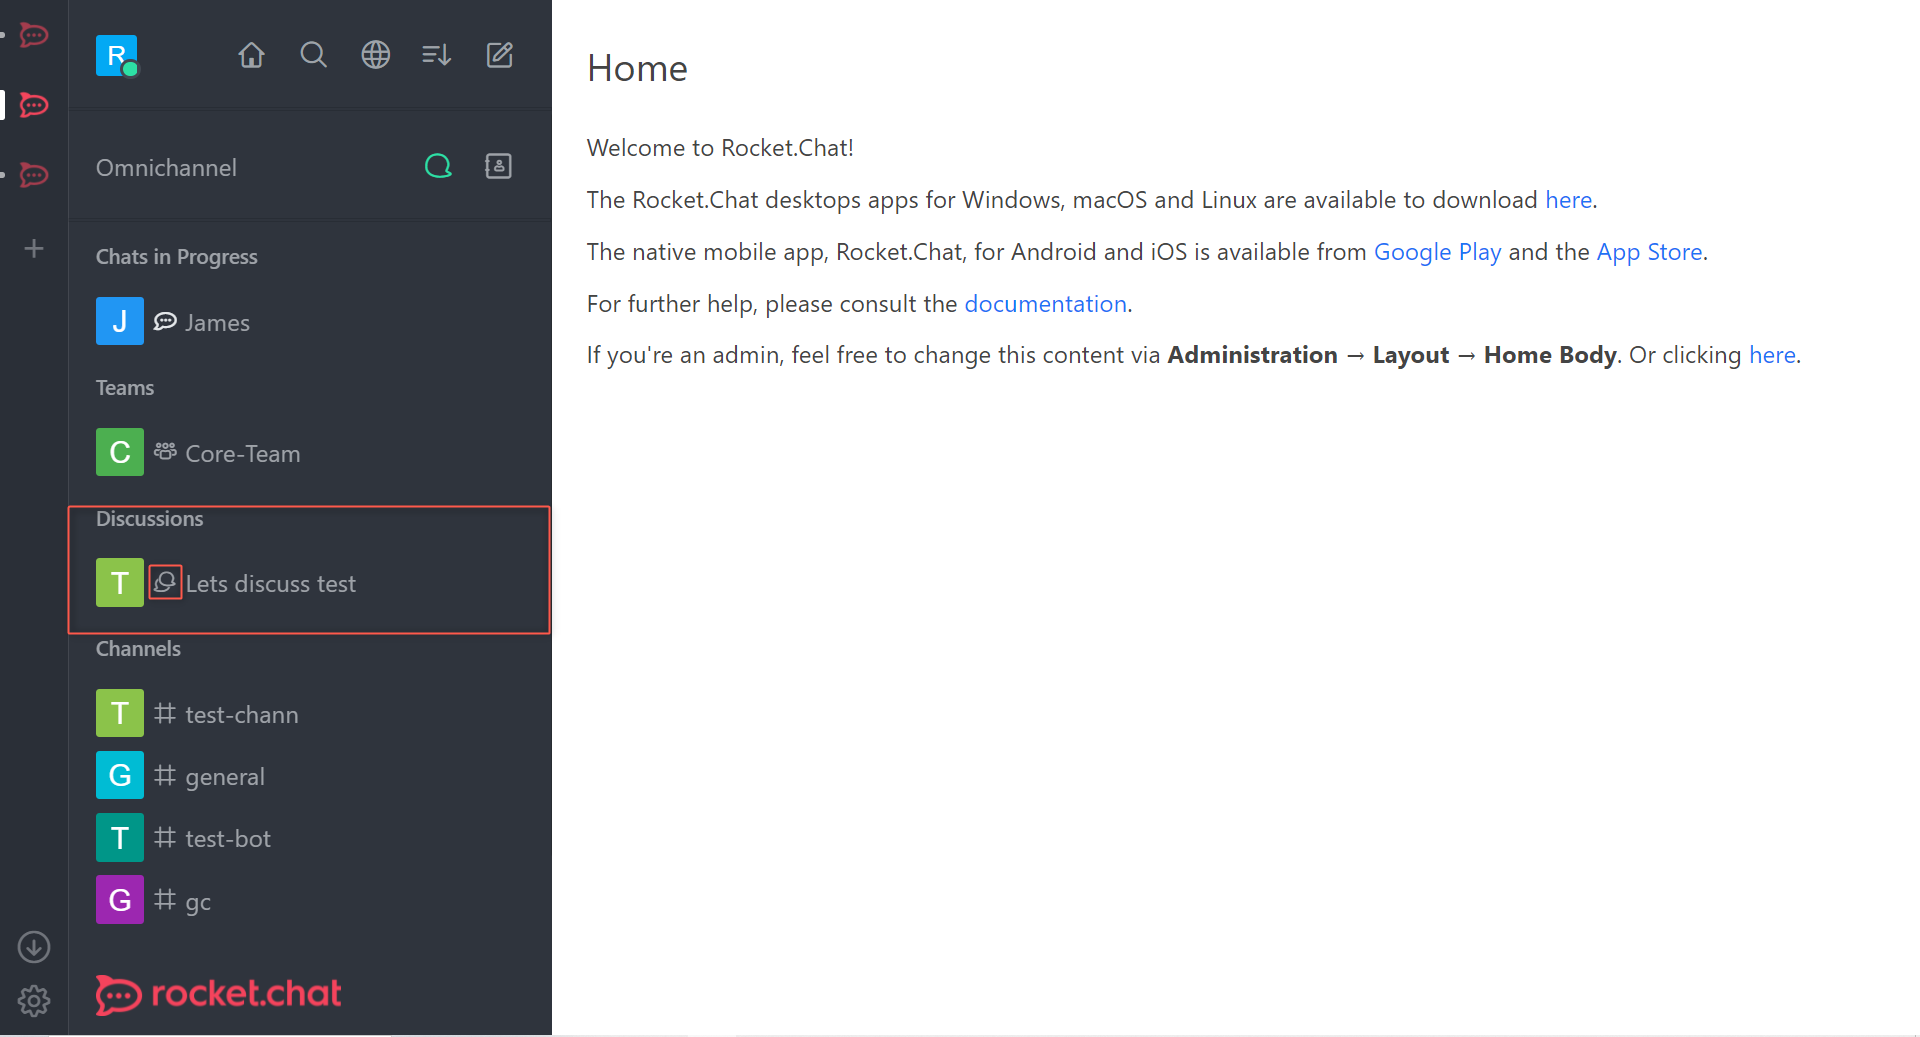 R
Omnichannel
Chats in Progress
J James
Teams
C Core-Team
Discussions
T Lets discuss test
Channels
T # test-chann
G # general
T # test-bot
G # gc
rocket.chat
Home
Welcome to Rocket.Chat!
The Rocket.Chat desktops apps for Windows, macOS and Linux are available to download here.
The native mobile app, Rocket.Chat, for Android and iOS is available from Google Play and the App Store.
For further help, please consult the documentation.
If you're an admin, feel free to change this content via Administration → Layout → Home Body. Or clicking here.